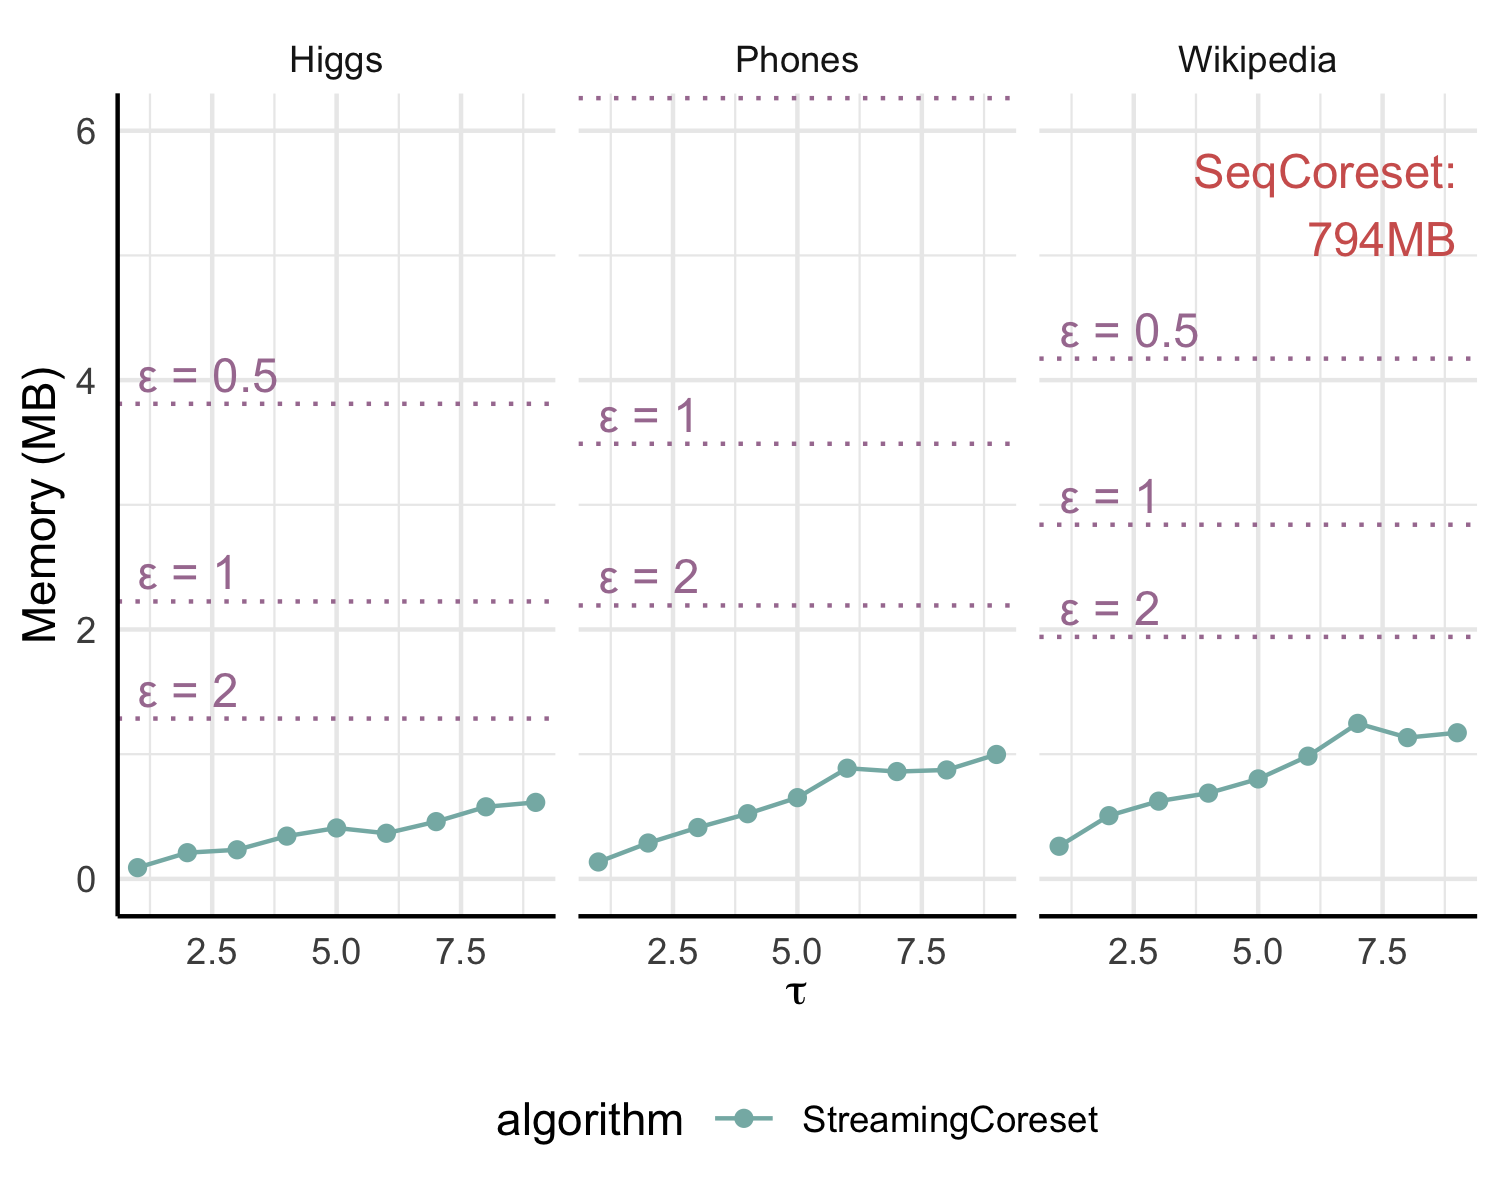 Higgs
Phones
Wikipedia
Memory (MB)
6
4
2
0
ε = 0.5
ε = 1
ε = 2
ε = 1
ε = 2
SeqCoreset:
794MB
ε = 0.5
ε = 1
ε = 2
2.5 5.0 7.5
2.5 5.0 7.5
2.5 5.0 7.5
τ
algorithm StreamingCoreset